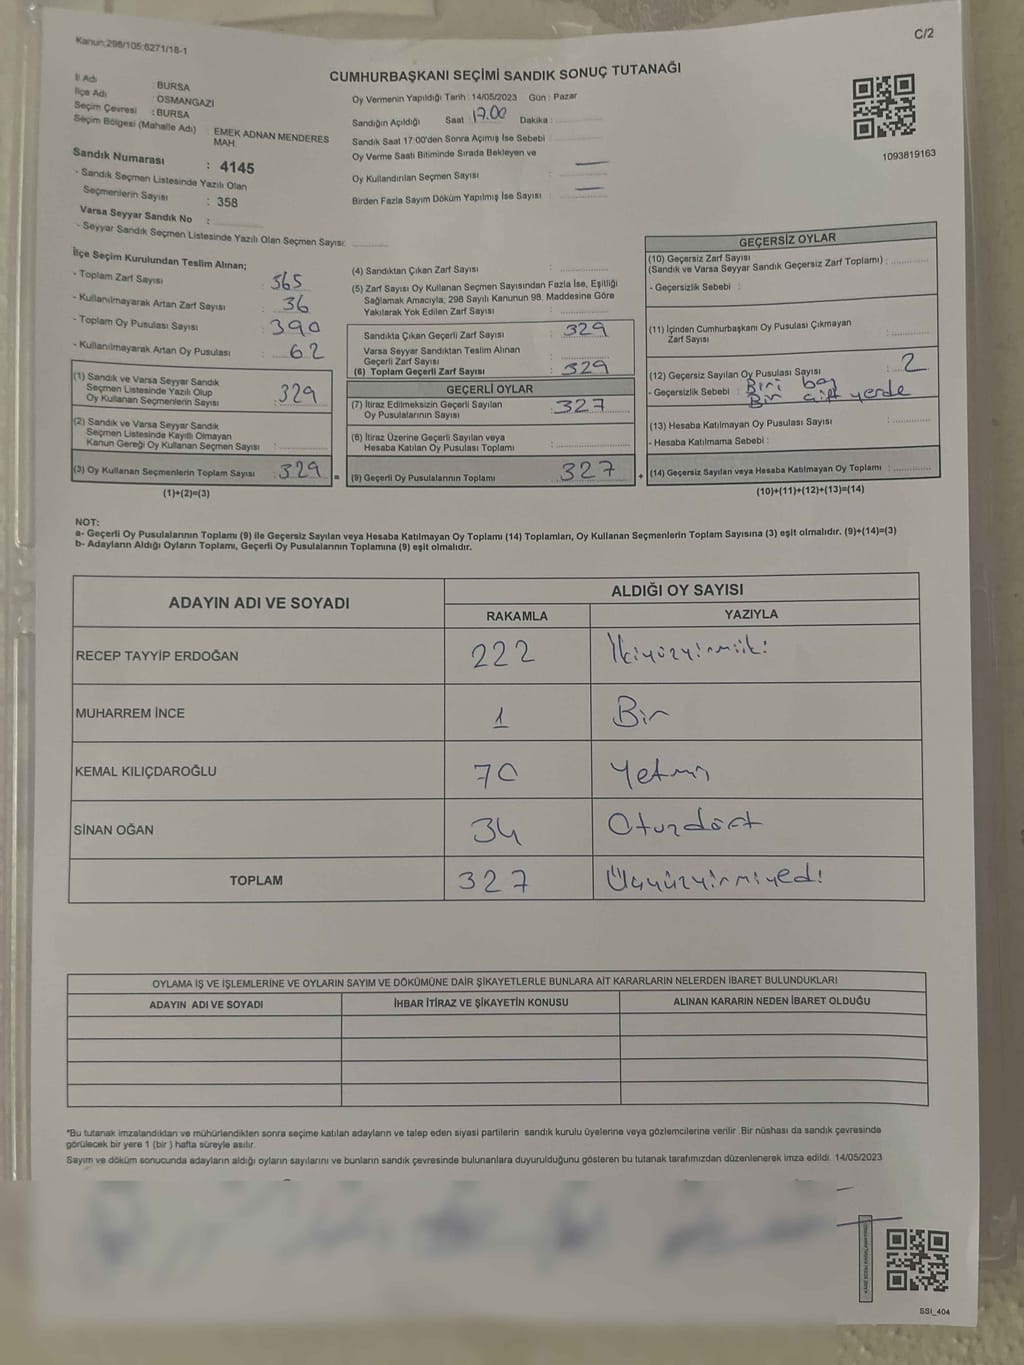 Kanun;298/105;6271/18-1
C/2
CUMHURBAŞKANI SEÇİMİ SANDIK SONUÇ TUTANAĞI
İl Adı : BURSA
İlçe Adı : OSMANGAZİ
Seçim Çevresi : BURSA
Seçim Bölgesi (Mahalle Adı) : EMEK ADNAN MENDERES MAH.
Sandık Numarası : 4145
- Sandık Seçmen Listesinde Yazılı Olan
Seçmenlerin Sayısı : 358
Varsa Seyyar Sandık No :
- Seyyar Sandık Seçmen Listesinde Yazılı Olan Seçmen Sayısı:
Oy Vermenin Yapıldığı Tarih : 14/05/2023 Gün : Pazar
Sandığın Açıldığı Saat : 17.00 Dakika :
Sandık Saat 17:00'den Sonra Açımış İse Sebebi :
Oy Verme Saati Bitiminde Sırada Bekleyen ve
Oy Kullandırılan Seçmen Sayısı : —
Birden Fazla Sayım Döküm Yapılmış İse Sayısı : —
1093819163
İlçe Seçim Kurulundan Teslim Alınan;
- Toplam Zarf Sayısı : 365
- Kullanılmayarak Artan Zarf Sayısı : 36
- Toplam Oy Pusulası Sayısı : 390
- Kullanılmayarak Artan Oy Pusulası : 62
(1) Sandık ve Varsa Seyyar Sandık
Seçmen Listesinde Yazılı Olup
Oy Kullanan Seçmenlerin Sayısı : 329
(2) Sandık ve Varsa Seyyar Sandık
Seçmen Listesinde Kayıtlı Olmayan
Kanun Gereği Oy Kullanan Seçmen Sayısı :
(3) Oy Kullanan Seçmenlerin Toplam Sayısı : 329 =
(1)+(2)=(3)
(4) Sandıktan Çıkan Zarf Sayısı :
(5) Zarf Sayısı Oy Kullanan Seçmen Sayısından Fazla İse, Eşitliği
Sağlamak Amacıyla; 298 Sayılı Kanunun 98. Maddesine Göre
Yakılarak Yok Edilen Zarf Sayısı :
Sandıkta Çıkan Geçerli Zarf Sayısı : 329
Varsa Seyyar Sandıktan Teslim Alınan
Geçerli Zarf Sayısı :
(6) Toplam Geçerli Zarf Sayısı : 329
GEÇERLİ OYLAR
(7) İtiraz Edilmeksizin Geçerli Sayılan
Oy Pusulalarının Sayısı : 327
(8) İtiraz Üzerine Geçerli Sayılan veya
Hesaba Katılan Oy Pusulası Toplamı :
(9) Geçerli Oy Pusulalarının Toplamı : 327 +
GEÇERSİZ OYLAR
(10) Geçersiz Zarf Sayısı
(Sandık ve Varsa Seyyar Sandık Geçersiz Zarf Toplamı) :
- Geçersizlik Sebebi :
(11) İçinden Cumhurbaşkanı Oy Pusulası Çıkmayan
Zarf Sayısı :
(12) Geçersiz Sayılan Oy Pusulası Sayısı : 2
- Geçersizlik Sebebi : Biri boş
Biri çift yerde
(13) Hesaba Katılmayan Oy Pusulası Sayısı :
- Hesaba Katılmama Sebebi :
(14) Geçersiz Sayılan veya Hesaba Katılmayan Oy Toplamı :
(10)+(11)+(12)+(13)=(14)
NOT:
a- Geçerli Oy Pusulalarının Toplamı (9) ile Geçersiz Sayılan veya Hesaba Katılmayan Oy Toplamı (14) Toplamları, Oy Kullanan Seçmenlerin Toplam Sayısına (3) eşit olmalıdır. (9)+(14)=(3)
b- Adayların Aldığı Oyların Toplamı, Geçerli Oy Pusulalarının Toplamına (9) eşit olmalıdır.
ADAYIN ADI VE SOYADI
ALDIĞI OY SAYISI
RAKAMLA YAZIYLA
RECEP TAYYİP ERDOĞAN 222 İkiyüzyirmiiki
MUHARREM İNCE 1 Bir
KEMAL KILIÇDAROĞLU 70 Yetmiş
SİNAN OĞAN 34 Otuzdört
TOPLAM 327 Üçyüzyirmiyedi
OYLAMA İŞ VE İŞLEMLERİNE VE OYLARIN SAYIM VE DÖKÜMÜNE DAİR ŞİKAYETLERLE BUNLARA AİT KARARLARIN NELERDEN İBARET BULUNDUKLARI
ADAYIN ADI VE SOYADI İHBAR İTİRAZ VE ŞİKAYETİN KONUSU ALINAN KARARIN NEDEN İBARET OLDUĞU
*Bu tutanak imzalandıktan ve mühürlendikten sonra seçime katılan adayların ve talep eden siyasi partilerin sandık kurulu üyelerine veya gözlemcilerine verilir. Bir nüshası da sandık çevresinde
görülecek bir yere 1 (bir) hafta süreyle asılır.
Sayım ve döküm sonucunda adayların aldığı oyların sayılarını ve bunların sandık çevresinde bulunanlara duyurulduğunu gösteren bu tutanak tarafımızdan düzenlenerek imza edildi. 14/05/2023
SSI_404